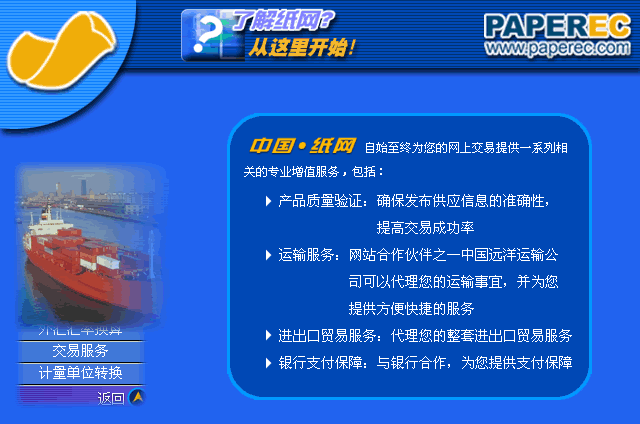 了解纸网?
从这里开始!
PAPEREC
www.paperec.com
中国·纸网 自始至终为您的网上交易提供一系列相
关的专业增值服务，包括：
产品质量验证：确保发布供应信息的准确性，
提高交易成功率
运输服务：网站合作伙伴之一中国远洋运输公
司可以代理您的运输事宜，并为您
提供方便快捷的服务
进出口贸易服务：代理您的整套进出口贸易服务
银行支付保障：与银行合作，为您提供支付保障
外汇汇率换算
交易服务
计量单位转换
返回